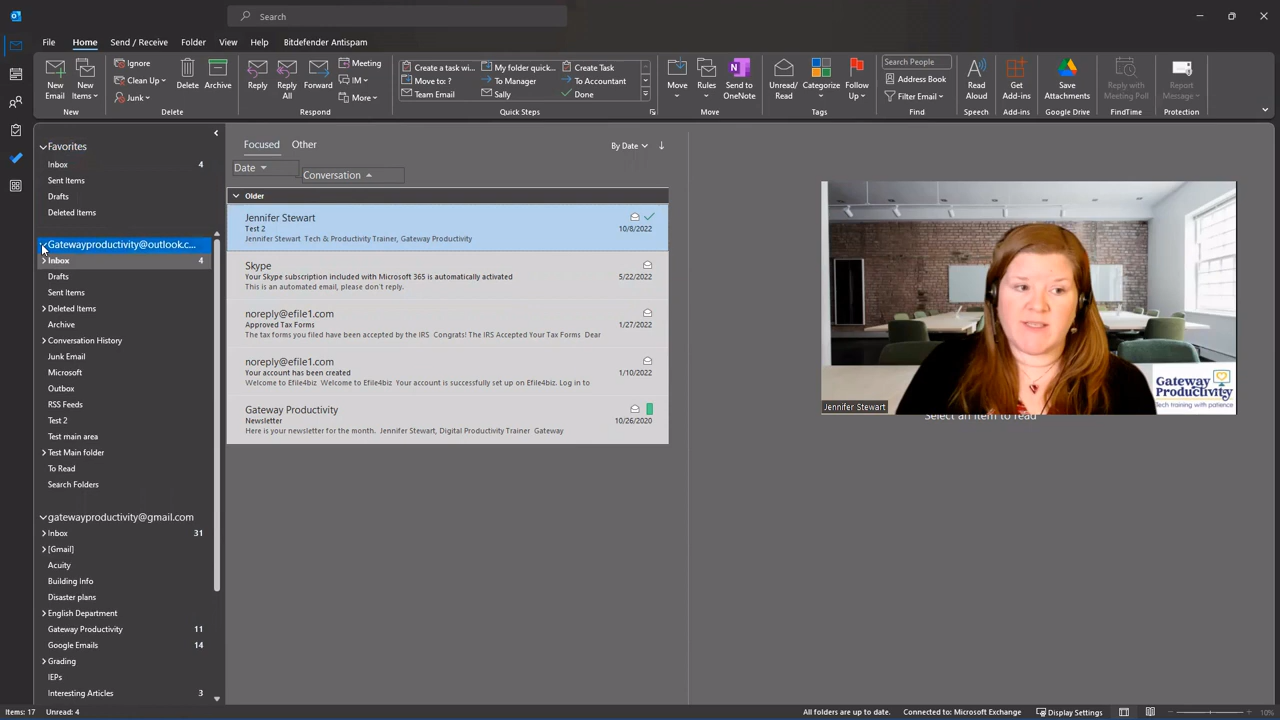 Search
File Home Send / Receive Folder View Help Bitdefender Antispam
New Email
New Items
Ignore
Clean Up
Junk
Delete
Archive
Reply
Reply All
Forward
Meeting
IM
More
Create a task wi...
Move to: ?
Team Email
My folder quick...
To Manager
Sally
Create Task
To Accountant
Done
Move
Rules
Send to OneNote
Unread/ Read
Categorize
Follow Up
Search People
Address Book
Filter Email
Read Aloud
Get Add-ins
Save Attachments
Reply with Meeting Poll
Report Message
New Delete Respond Quick Steps Move Tags Find Speech Add-ins Google Drive FindTime Protection
Favorites
Inbox 4
Sent Items
Drafts
Deleted Items
Gatewayproductivity@outlook.c...
Inbox 4
Drafts
Sent Items
Deleted Items
Archive
Conversation History
Junk Email
Microsoft
Outbox
RSS Feeds
Test 2
Test main area
Test Main folder
To Read
Search Folders
gatewayproductivity@gmail.com
Inbox 31
[Gmail]
Acuity
Building Info
Disaster plans
English Department
Gateway Productivity 11
Google Emails 14
Grading
IEPs
Interesting Articles 3
Focused Other By Date
Date
Conversation
Older
Jennifer Stewart
Test 2 10/8/2022
Jennifer Stewart Tech & Productivity Trainer, Gateway Productivity
Skype
Your Skype subscription included with Microsoft 365 is automatically activated 5/22/2022
This is an automated email, please don't reply.
noreply@efile1.com
Approved Tax Forms 1/27/2022
The tax forms you filed have been accepted by the IRS Congrats! The IRS Accepted Your Tax Forms Dear
noreply@efile1.com
Your account has been created 1/10/2022
Welcome to Efile4biz Welcome to Efile4biz Your account is successfully set up on Efile4biz. Log in to
Gateway Productivity
Newsletter 10/26/2020
Here is your newsletter for the month. Jennifer Stewart, Digital Productivity Trainer Gateway
Gateway
Productivity
Tech training with patience
Jennifer Stewart
Select an item to read
Items: 17 Unread: 4 All folders are up to date. Connected to: Microsoft Exchange Display Settings 10%